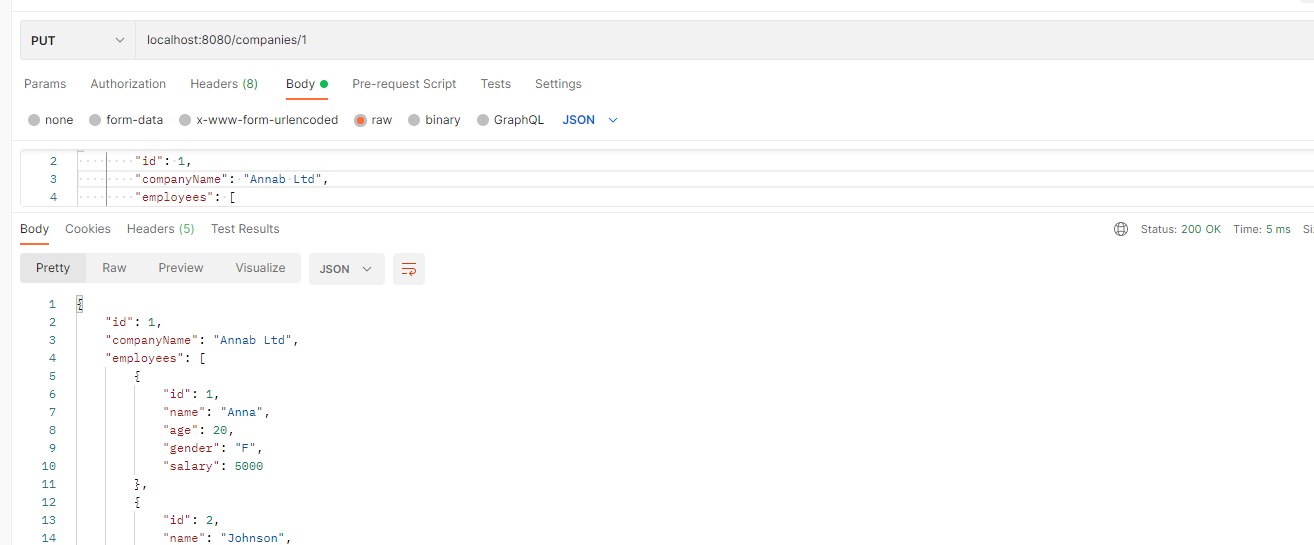 PUT localhost:8080/companies/1
Params Authorization Headers (8) Body Pre-request Script Tests Settings
none form-data x-www-form-urlencoded raw binary GraphQL JSON
2 "id": 1,
3 "companyName": "Annab Ltd",
4 "employees": [
Body Cookies Headers (5) Test Results Status: 200 OK Time: 5 ms
Pretty Raw Preview Visualize JSON
1 {
2 "id": 1,
3 "companyName": "Annab Ltd",
4 "employees": [
5 {
6 "id": 1,
7 "name": "Anna",
8 "age": 20,
9 "gender": "F",
10 "salary": 5000
11 },
12 {
13 "id": 2,
14 "name": "Johnson",